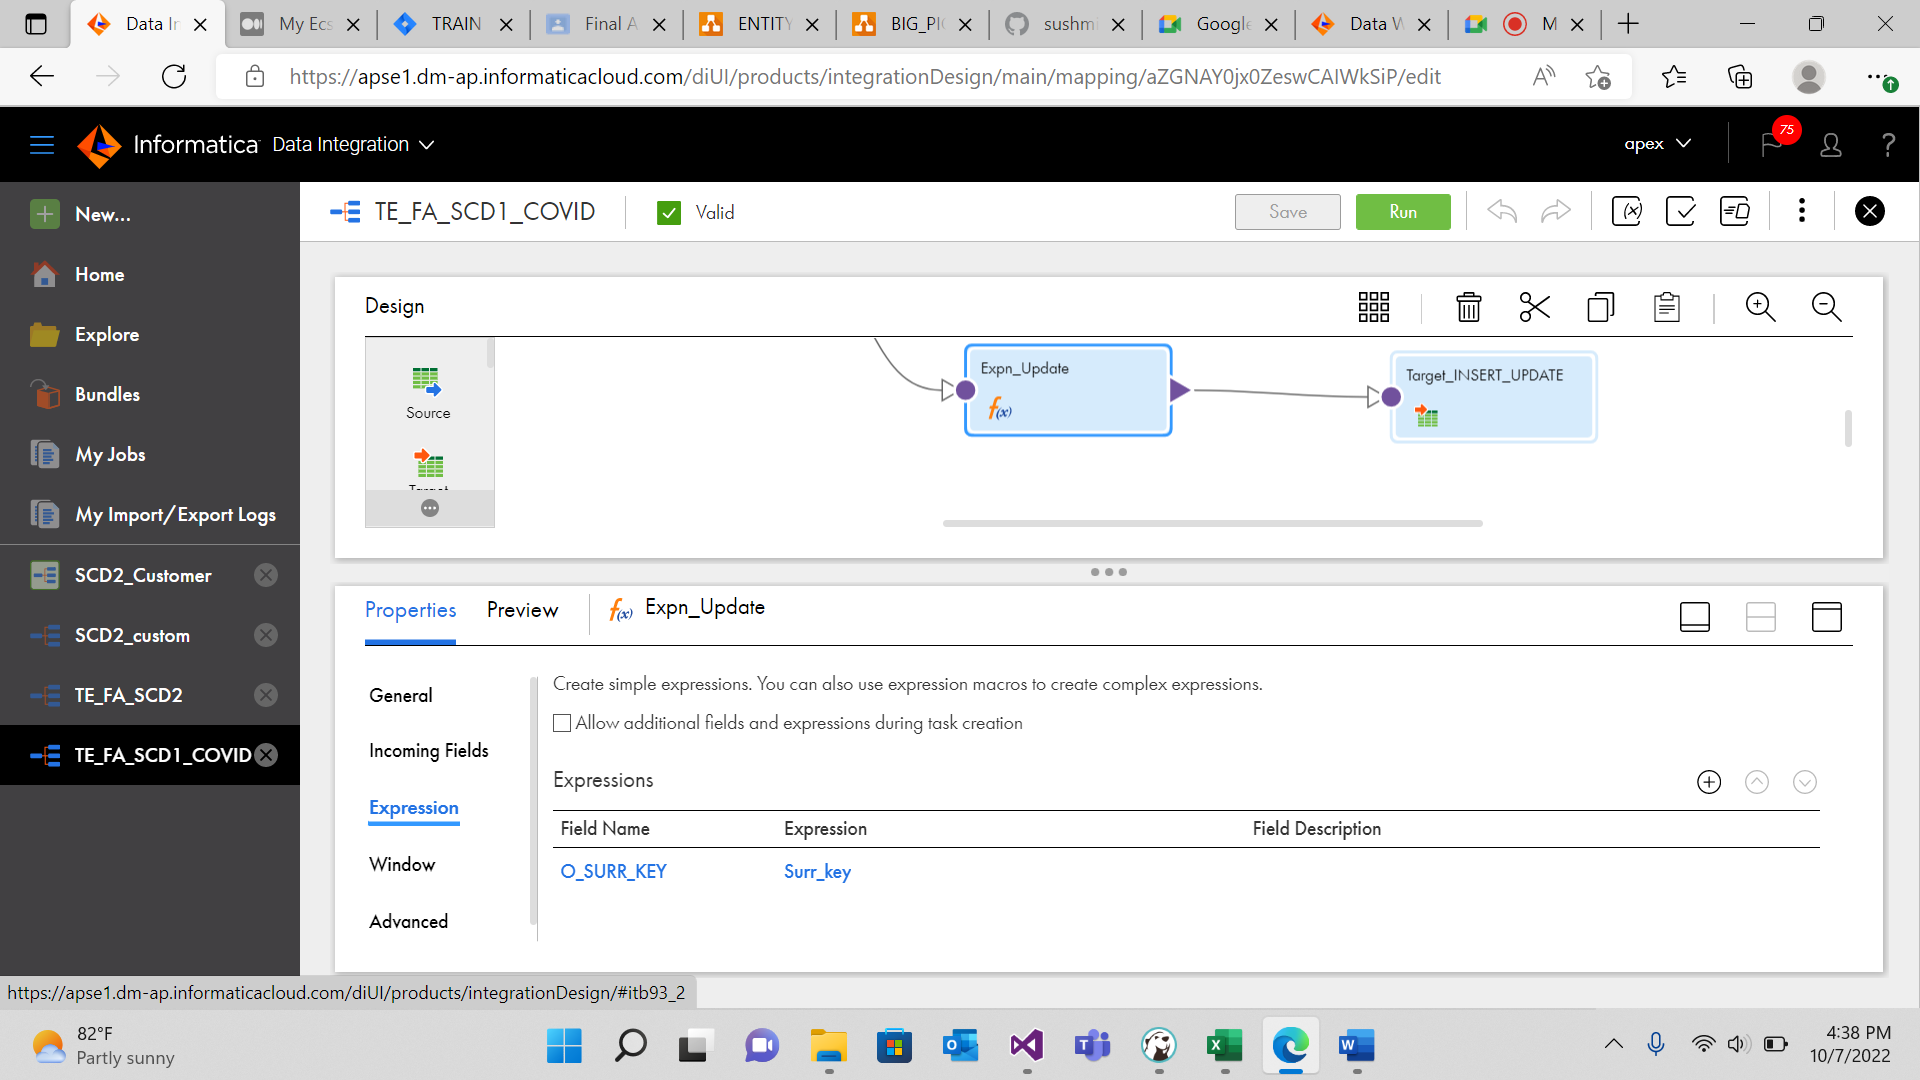 Data In
My Ecs
TRAIN
Final A
ENTITY
BIG_PIC
sushmi
Google
Data W
M
https://apse1.dm-ap.informaticacloud.com/diUI/products/integrationDesign/main/mapping/aZGNAY0jx0ZeswCAIWkSiP/edit
Informatica Data Integration
apex
75
New...
Home
Explore
Bundles
My Jobs
My Import/Export Logs
SCD2_Customer
SCD2_custom
TE_FA_SCD2
TE_FA_SCD1_COVID
TE_FA_SCD1_COVID
Valid
Save
Run
Design
Source
Target
Expn_Update
f(x)
Target_INSERT_UPDATE
Properties
Preview
f(x) Expn_Update
General
Incoming Fields
Expression
Window
Advanced
Create simple expressions. You can also use expression macros to create complex expressions.
Allow additional fields and expressions during task creation
Expressions
Field Name
Expression
Field Description
O_SURR_KEY
Surr_key
https://apse1.dm-ap.informaticacloud.com/diUI/products/integrationDesign/#itb93_2
82°F
Partly sunny
4:38 PM
10/7/2022